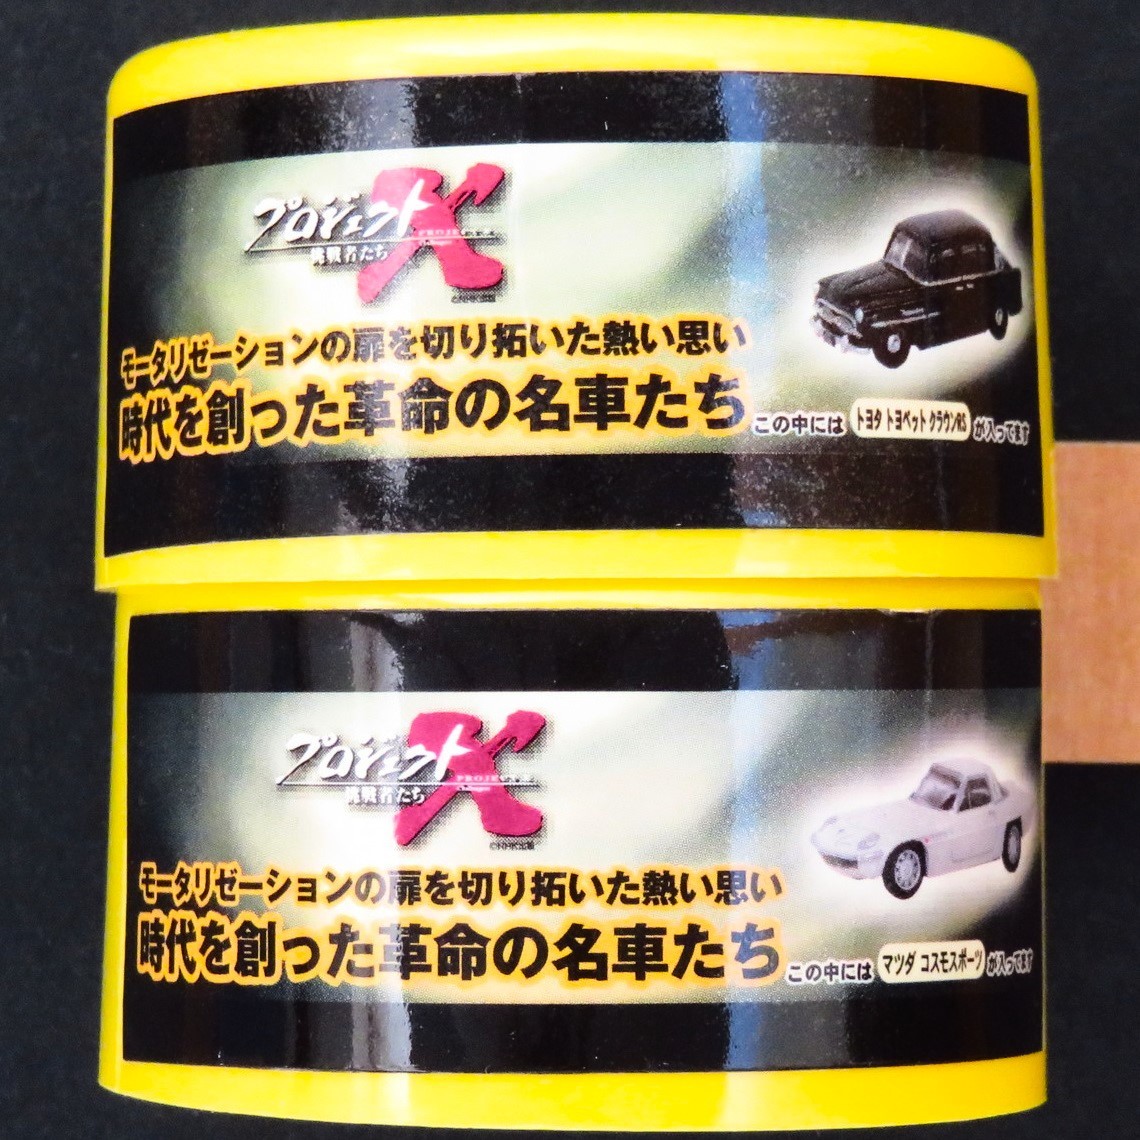 プロジェクトX
PROJECT X
挑戦者たち
モータリゼーションの扉を切り拓いた熱い思い
時代を創った革命の名車たち
この中には トヨタ トヨペット クラウンRS が入ってます
プロジェクトX
PROJECT X
挑戦者たち
©NHK出版
モータリゼーションの扉を切り拓いた熱い思い
時代を創った革命の名車たち
この中には マツダ コスモスポーツ が入ってます